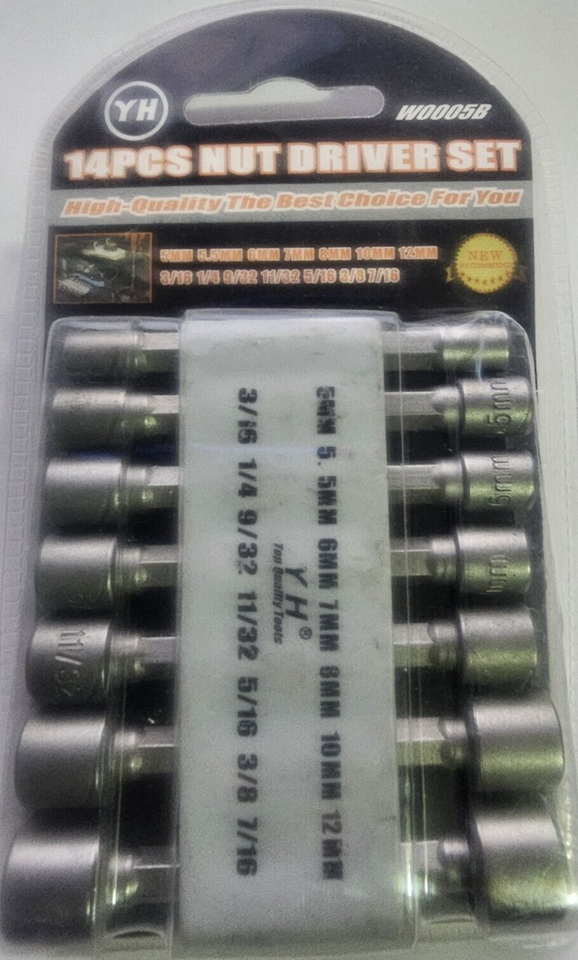 YH
W0005B
14PCS NUT DRIVER SET
High-Quality The Best Choice For You
5MM 5.5MM 6MM 7MM 8MM 10MM 12MM
3/16 1/4 9/32 11/32 5/16 3/8 7/16
NEW
RECOMMEND
5MM 5.5MM 6MM 7MM 8MM 10MM 12MM
YH®
Top Quality Tools
3/16 1/4 9/32 11/32 5/16 3/8 7/16
11/32